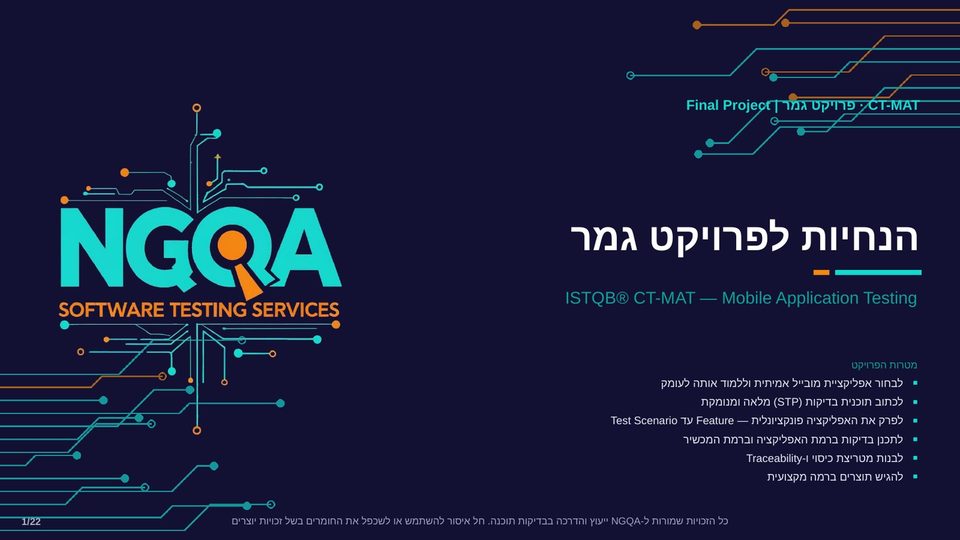 CT-MAT · פרויקט גמר | Final Project
NGQA
SOFTWARE TESTING SERVICES
הנחיות לפרויקט גמר
ISTQB® CT-MAT — Mobile Application Testing
מטרות הפרויקט
▪ לבחור אפליקציית מובייל אמיתית וללמוד אותה לעומק
▪ לכתוב תוכנית בדיקות (STP) מלאה ומנומקת
▪ לפרק את האפליקציה פונקציונלית — Feature עד Test Scenario
▪ לתכנן בדיקות ברמת האפליקציה וברמת המכשיר
▪ לבנות מטריצת כיסוי ו-Traceability
▪ להגיש תוצרים ברמה מקצועית
כל הזכויות שמורות ל-NGQA ייעוץ והדרכה בבדיקות תוכנה. חל איסור להשתמש או לשכפל את החומרים בשל זכויות יוצרים
1/22